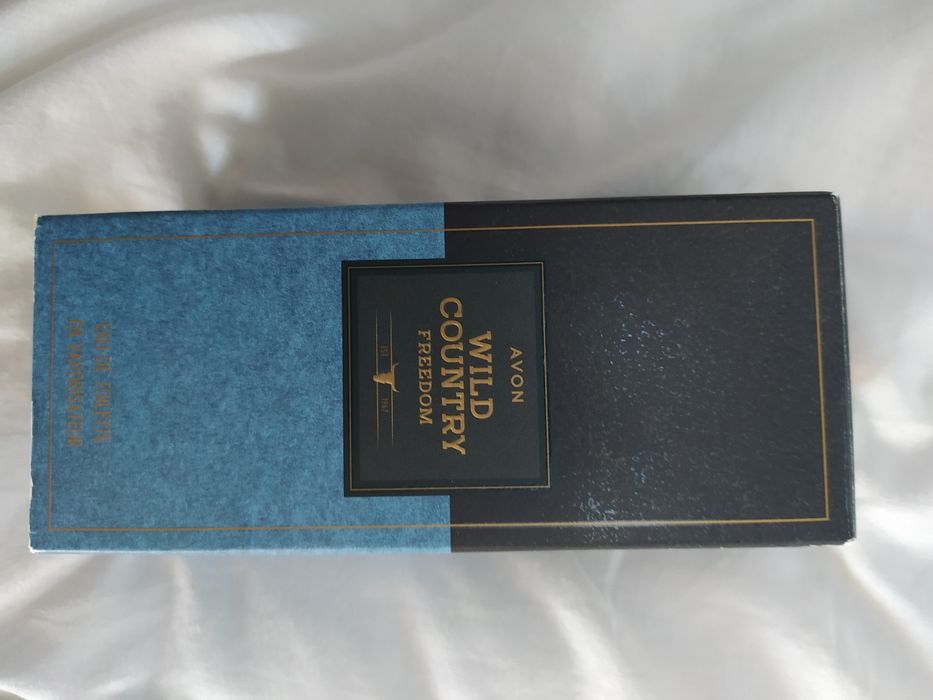 AVON
WILD
COUNTRY
FREEDOM
EST. 1967
EAU DE TOILETTE
EN VAPORISATEUR